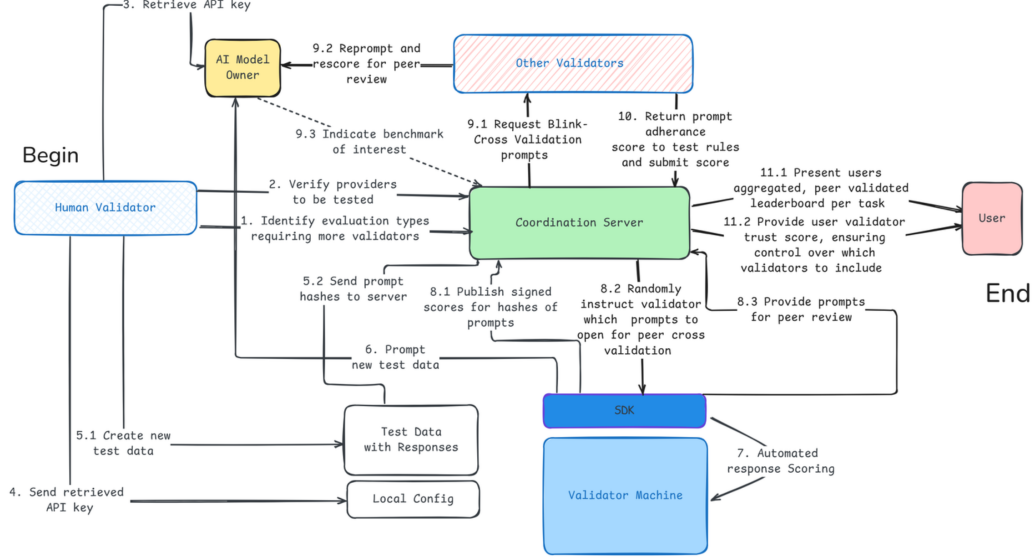 3. Retrieve API key
AI Model
Owner
9.2 Reprompt and
rescore for peer
review
Other Validators
9.3 Indicate benchmark
of interest
9.1 Request Blink-
Cross Validation
prompts
10. Return prompt
adherance
score to test rules
and submit score
Begin
Human Validator
2. Verify providers
to be tested
1. Identify evaluation types
requiring more validators
Coordination Server
11.1 Present users
aggregated, peer validated
leaderboard per task
11.2 Provide user validator
trust score, ensuring
control over which
validators to include
User
End
5.2 Send prompt
hashes to server
8.1 Publish signed
scores for hashes of
prompts
8.2 Randomly
instruct validator
which prompts to
open for peer cross
validation
8.3 Provide prompts
for peer review
6. Prompt
new test data
SDK
5.1 Create new
test data
Test Data
with Responses
7. Automated
response Scoring
4. Send retrieved
API key
Local Config
Validator Machine